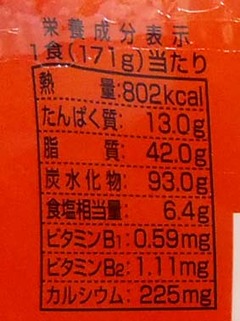 栄養成分表示
1食(171g)当たり
熱量:802kcal
たんぱく質: 13.0g
脂質: 42.0g
炭水化物: 93.0g
食塩相当量: 6.4g
ビタミンB1: 0.59mg
ビタミンB2: 1.11mg
カルシウム: 225mg